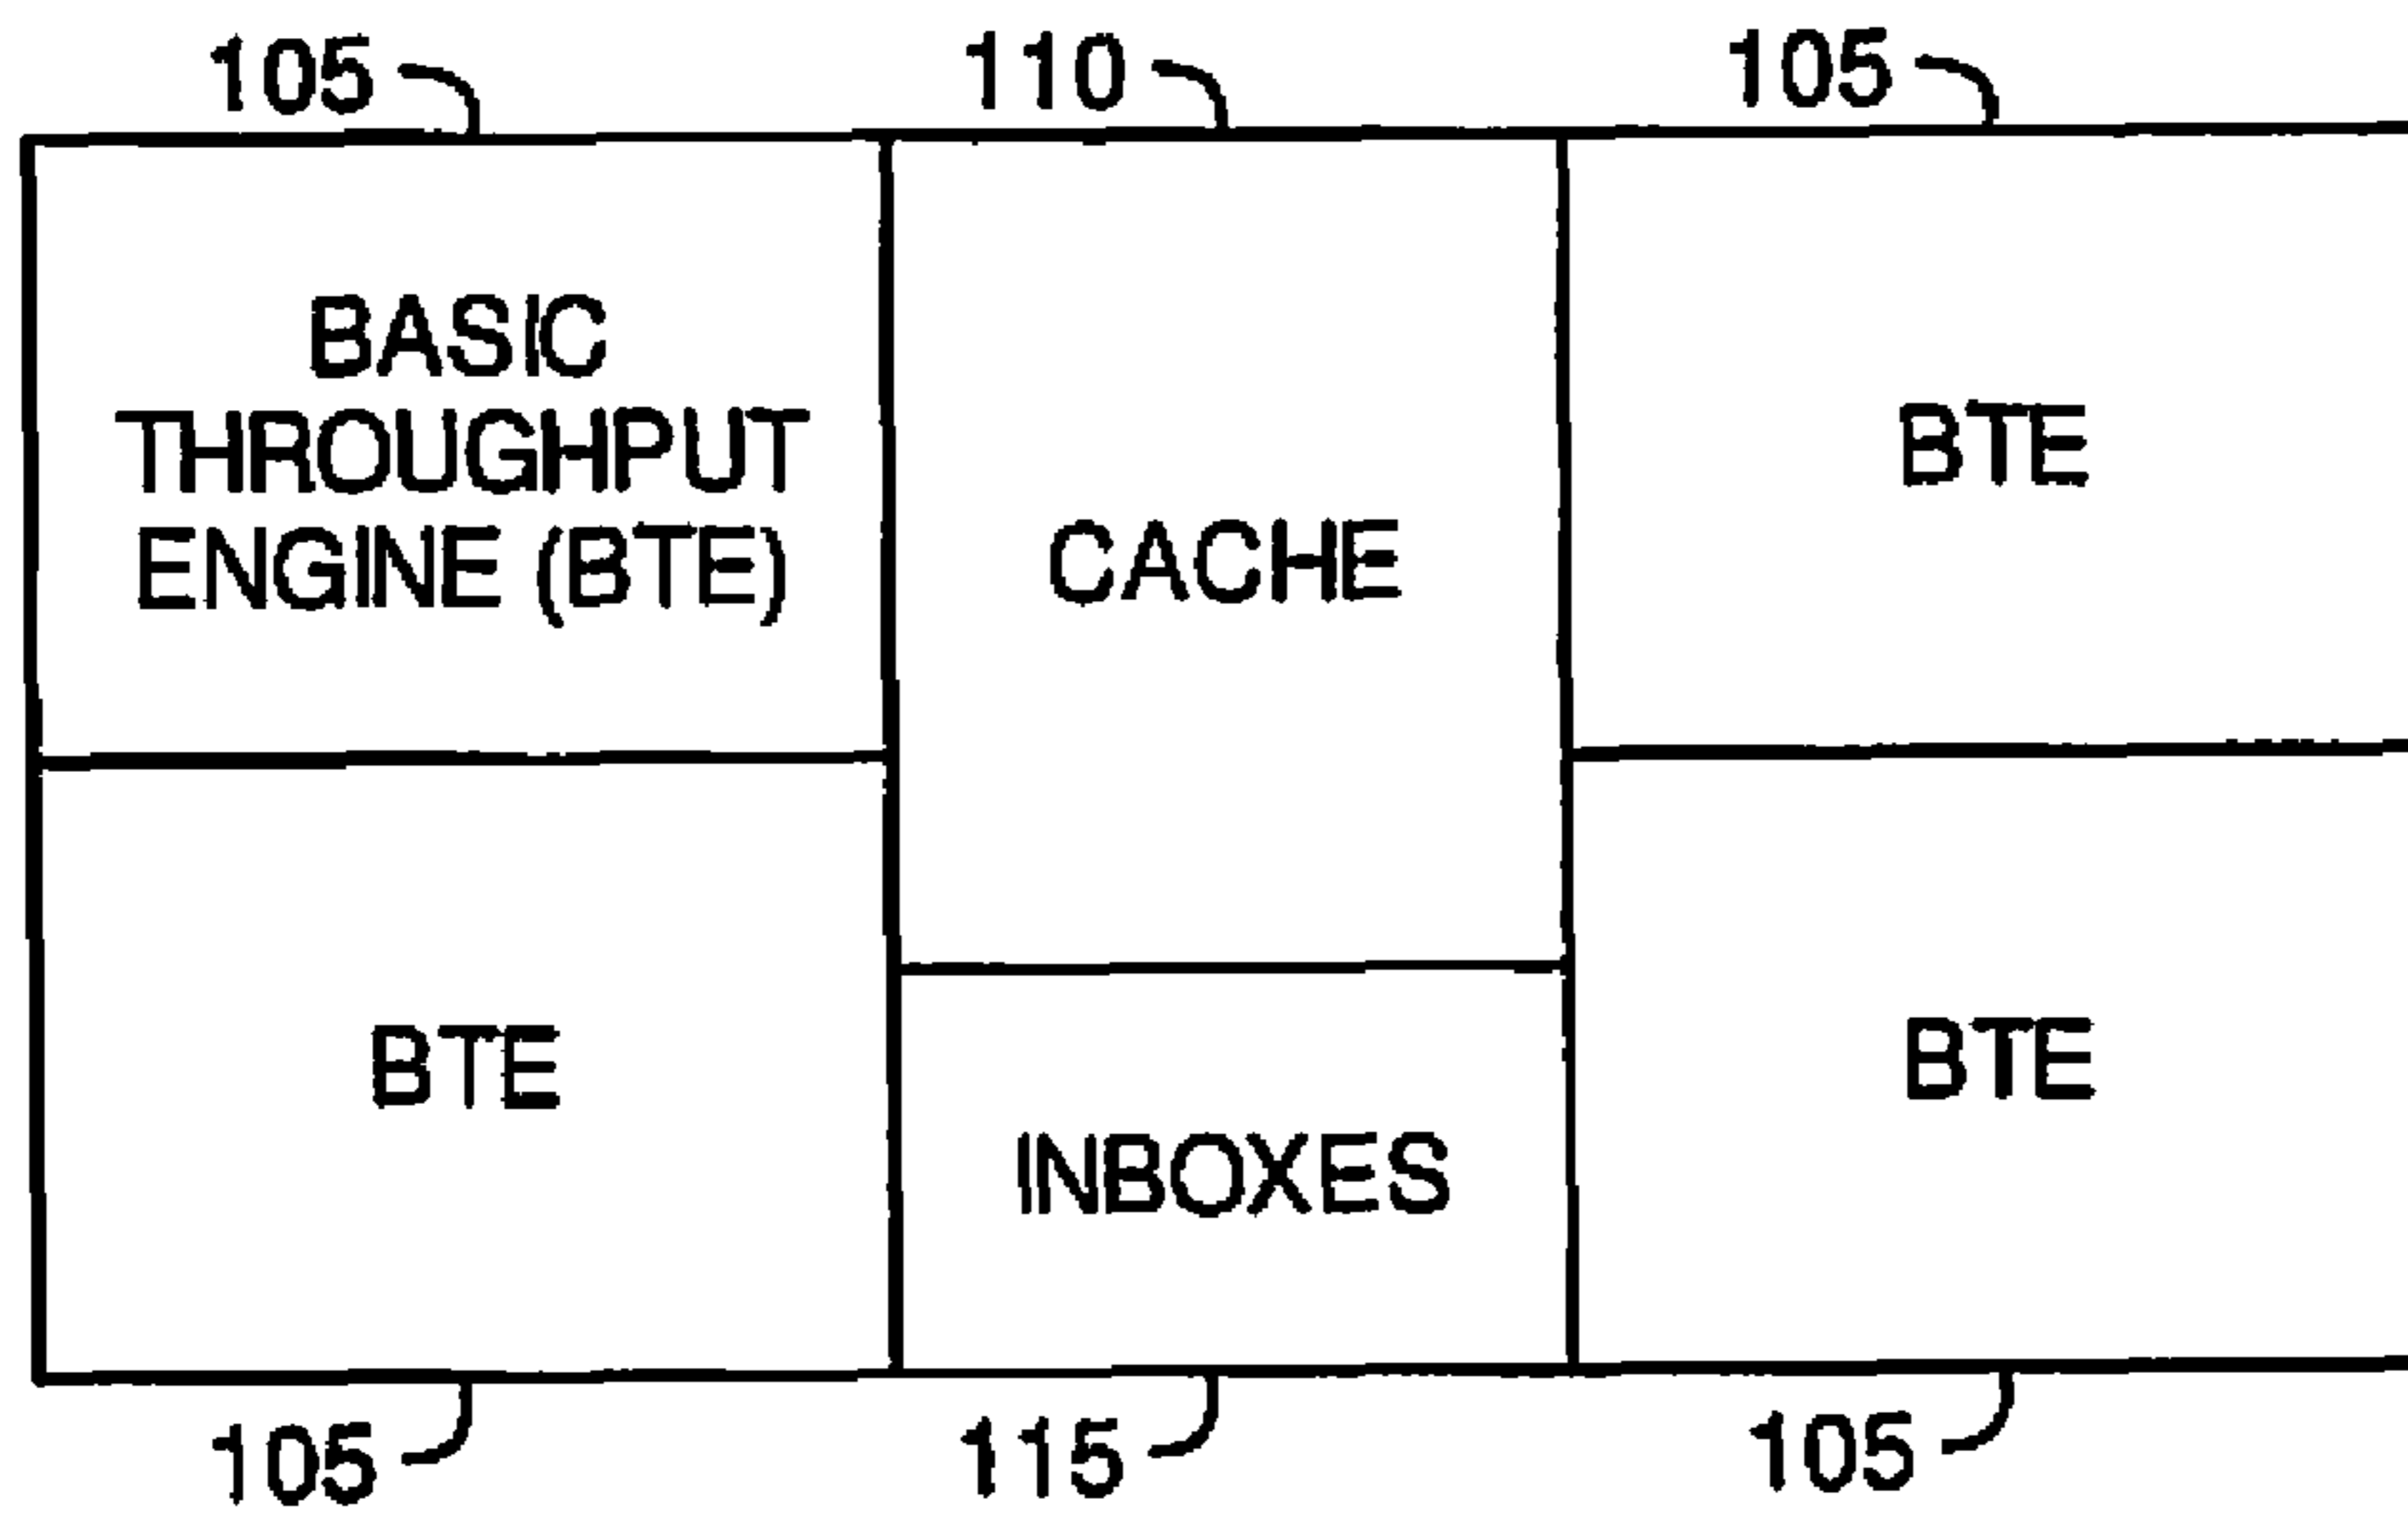 105
110
105
BASIC
THROUGHPUT
ENGINE (BTE)
CACHE
BTE
BTE
INBOXES
BTE
105
115
105